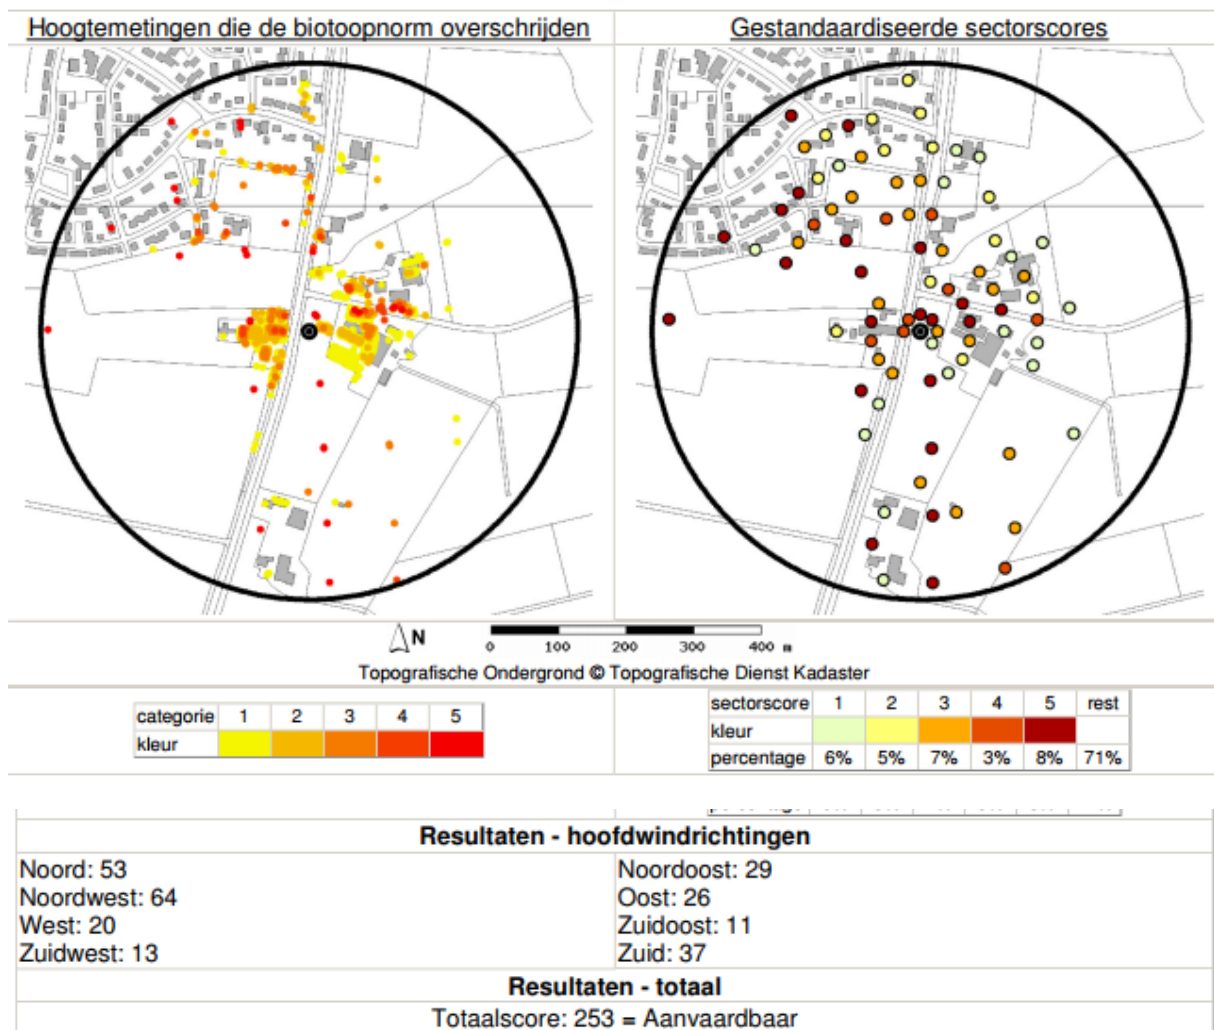 Hoogtemetingen die de biotoopnorm overschrijden
Gestandaardiseerde sectorscores
N
0 100 200 300 400 m
Topografische Ondergrond © Topografische Dienst Kadaster
categorie 1 2 3 4 5
kleur
sectorscore 1 2 3 4 5 rest
kleur
percentage 6% 5% 7% 3% 8% 71%
Resultaten - hoofdwindrichtingen
Noord: 53
Noordwest: 64
West: 20
Zuidwest: 13
Noordoost: 29
Oost: 26
Zuidoost: 11
Zuid: 37
Resultaten - totaal
Totaalscore: 253 = Aanvaardbaar